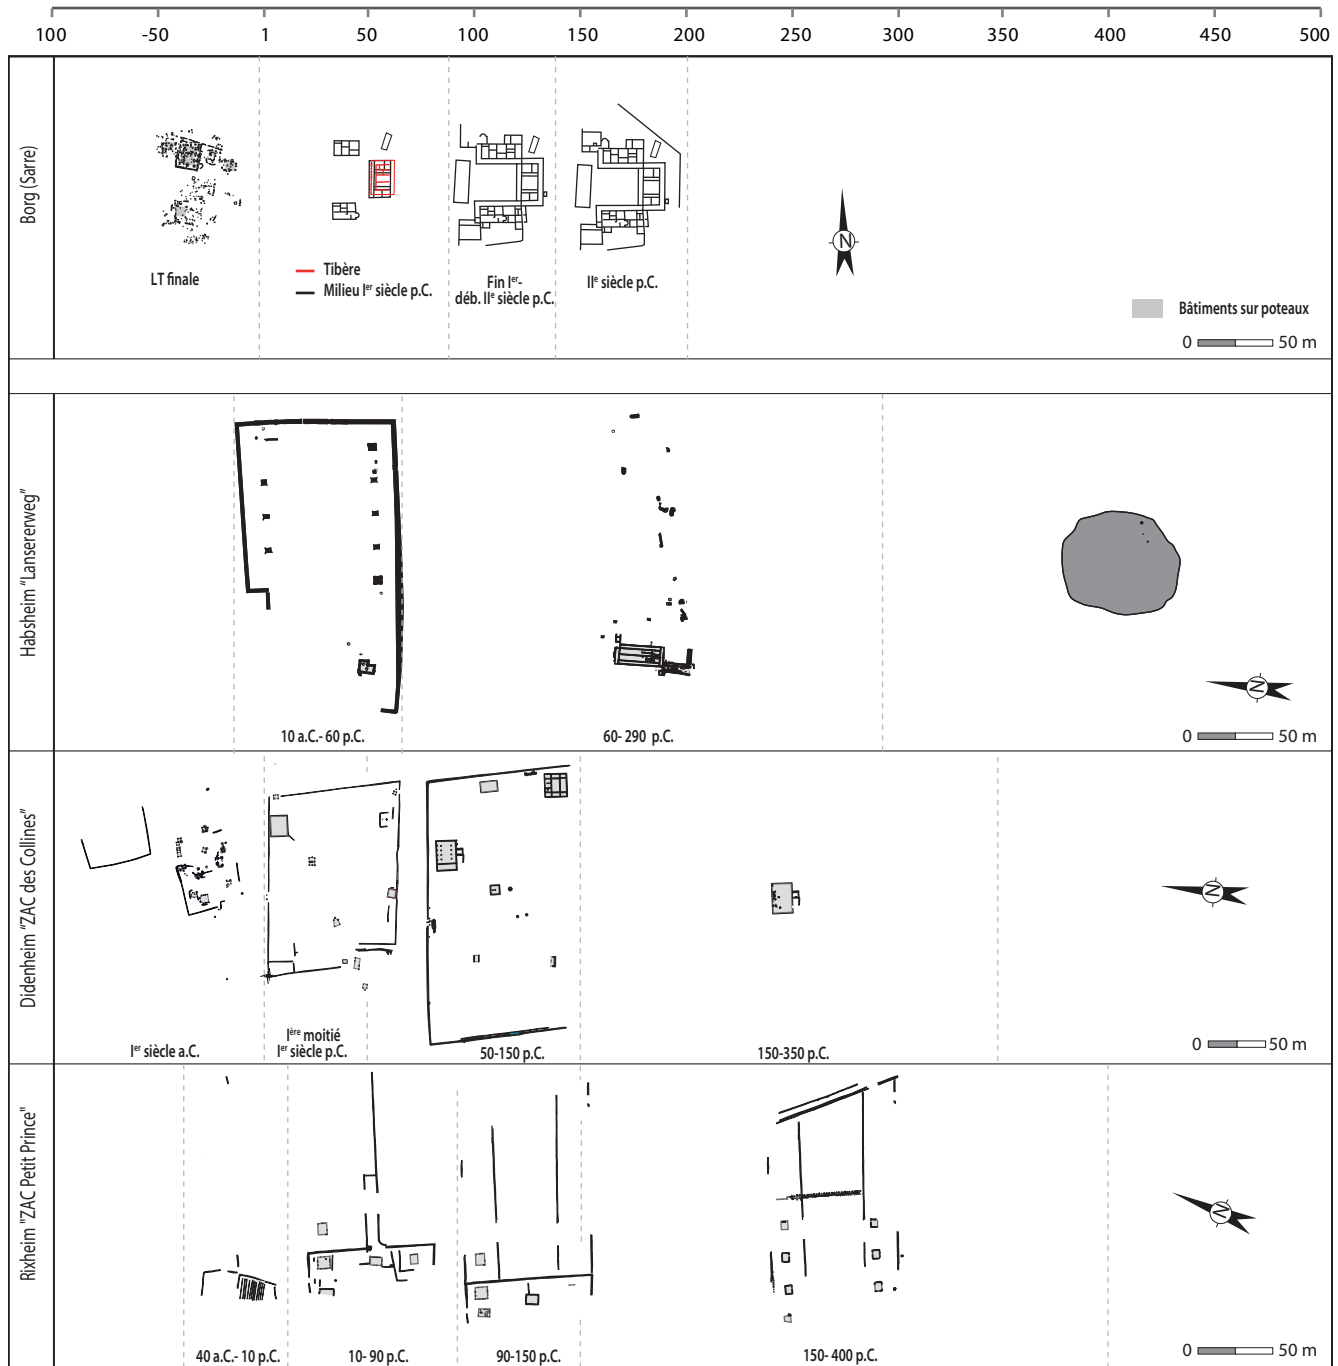 100 -50 1 50 100 150 200 250 300 350 400 450 500
Borg (Sarre)
LT finale
Tibère
Milieu Ier siècle p.C.
Fin Ier-
déb. IIe siècle p.C.
IIe siècle p.C.
N
Bâtiments sur poteaux
0 50 m
Habsheim "Lansererweg"
10 a.C.- 60 p.C.
60- 290 p.C.
N
0 50 m
Didenheim "ZAC des Collines"
Ier siècle a.C.
Ière moitié
Ier siècle p.C.
50-150 p.C.
150-350 p.C.
N
0 50 m
Rixheim "ZAC Petit Prince"
40 a.C.- 10 p.C.
10- 90 p.C.
90-150 p.C.
150- 400 p.C.
N
0 50 m